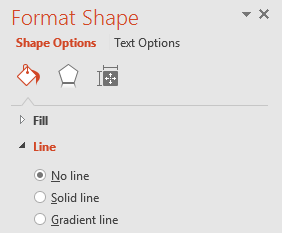 Format Shape
Shape Options Text Options
Fill
Line
No line
Solid line
Gradient line